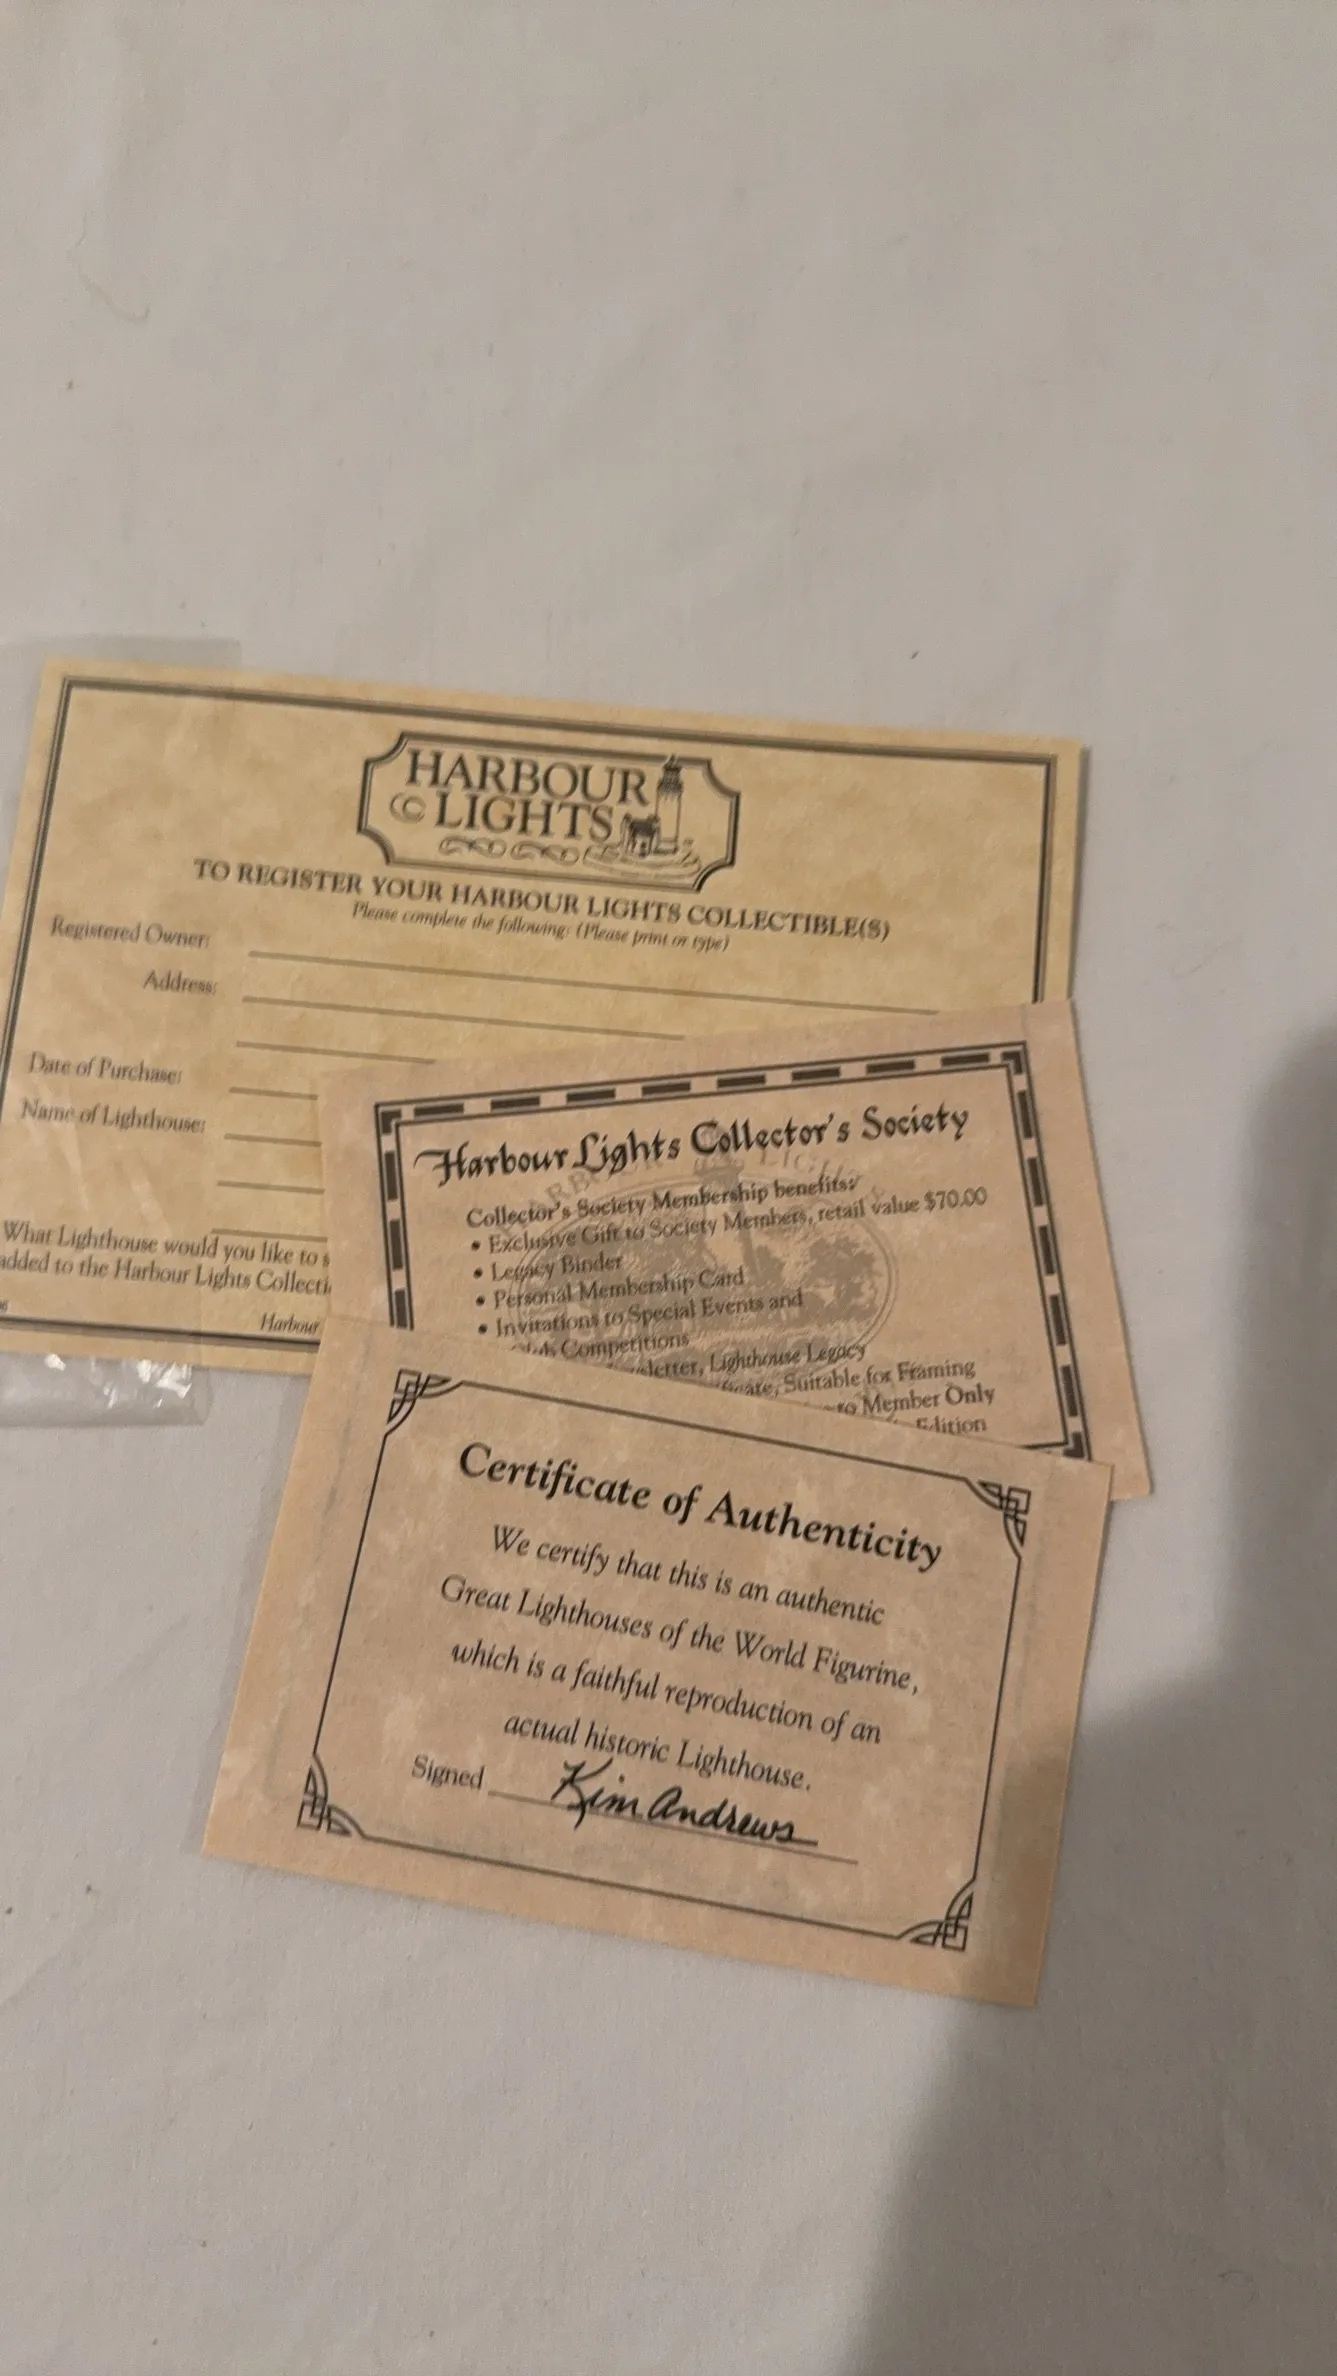 HARBOUR
LIGHTS
TO REGISTER YOUR HARBOUR LIGHTS COLLECTIBLE(S)
Please complete the following: (Please print or type)
Registered Owner:
Address:
Date of Purchase:
Name of Lighthouse:
What Lighthouse would you like to
added to the Harbour Lights
Harbour
Harbour Lights Collector's Society
Collector's Society Membership benefits:
• Exclusive Gift to Society Members, retail value $70.00
• Legacy Binder
• Personal Membership Card
• Invitations to Special Events and
Competitions
Lighthouse Legacy
Suitable for Framing
to Member Only
Edition
Certificate of Authenticity
We certify that this is an authentic
Great Lighthouses of the World Figurine,
which is a faithful reproduction of an
actual historic Lighthouse.
Signed Kim Andrews